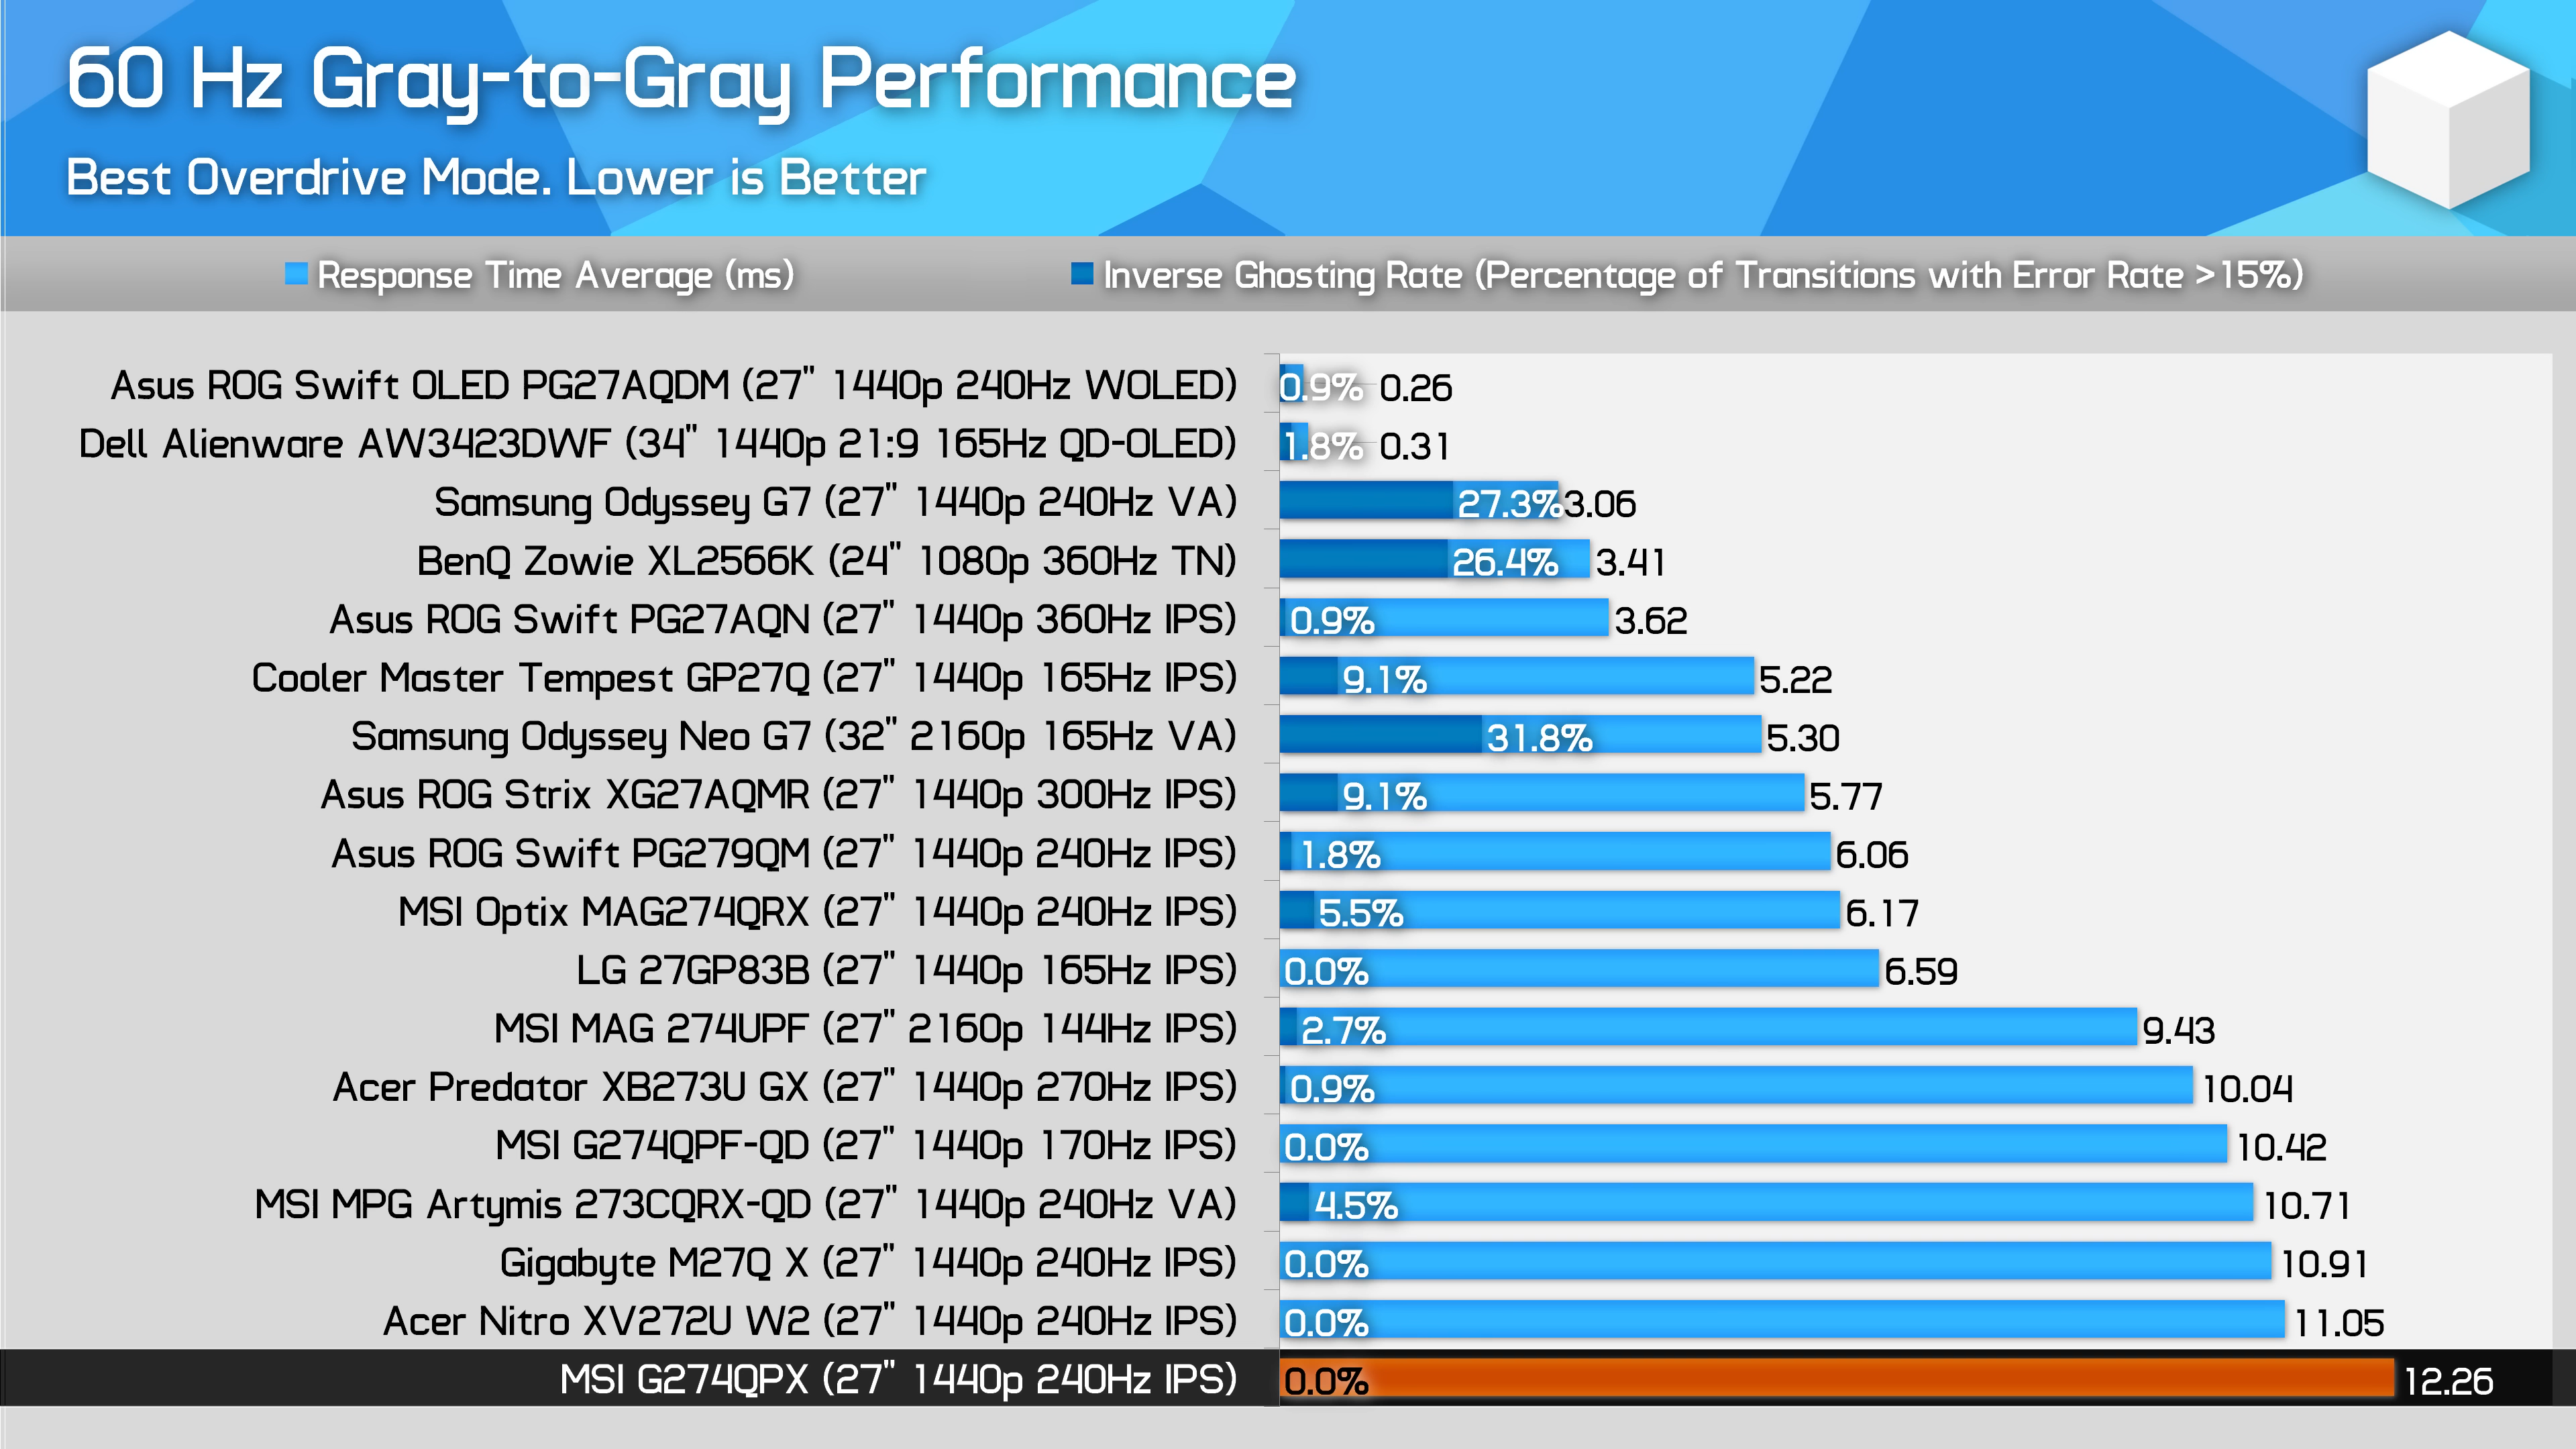 60 Hz Gray-to-Gray Performance
Best Overdrive Mode. Lower is Better
Response Time Average (ms) Inverse Ghosting Rate (Percentage of Transitions with Error Rate >15%)
Asus ROG Swift OLED PG27AQDM (27" 1440p 240Hz WOLED) 0.9% 0.26
Dell Alienware AW3423DWF (34" 1440p 21:9 165Hz QD-OLED) 1.8% 0.31
Samsung Odyssey G7 (27" 1440p 240Hz VA) 27.3% 3.06
BenQ Zowie XL2566K (24" 1080p 360Hz TN) 26.4% 3.41
Asus ROG Swift PG27AQN (27" 1440p 360Hz IPS) 0.9% 3.62
Cooler Master Tempest GP27Q (27" 1440p 165Hz IPS) 9.1% 5.22
Samsung Odyssey Neo G7 (32" 2160p 165Hz VA) 31.8% 5.30
Asus ROG Strix XG27AQMR (27" 1440p 300Hz IPS) 9.1% 5.77
Asus ROG Swift PG279QM (27" 1440p 240Hz IPS) 1.8% 6.06
MSI Optix MAG274QRX (27" 1440p 240Hz IPS) 5.5% 6.17
LG 27GP83B (27" 1440p 165Hz IPS) 0.0% 6.59
MSI MAG 274UPF (27" 2160p 144Hz IPS) 2.7% 9.43
Acer Predator XB273U GX (27" 1440p 270Hz IPS) 0.9% 10.04
MSI G274QPF-QD (27" 1440p 170Hz IPS) 0.0% 10.42
MSI MPG Artymis 273CQRX-QD (27" 1440p 240Hz VA) 4.5% 10.71
Gigabyte M27Q X (27" 1440p 240Hz IPS) 0.0% 10.91
Acer Nitro XV272U W2 (27" 1440p 240Hz IPS) 0.0% 11.05
MSI G274QPX (27" 1440p 240Hz IPS) 0.0% 12.26